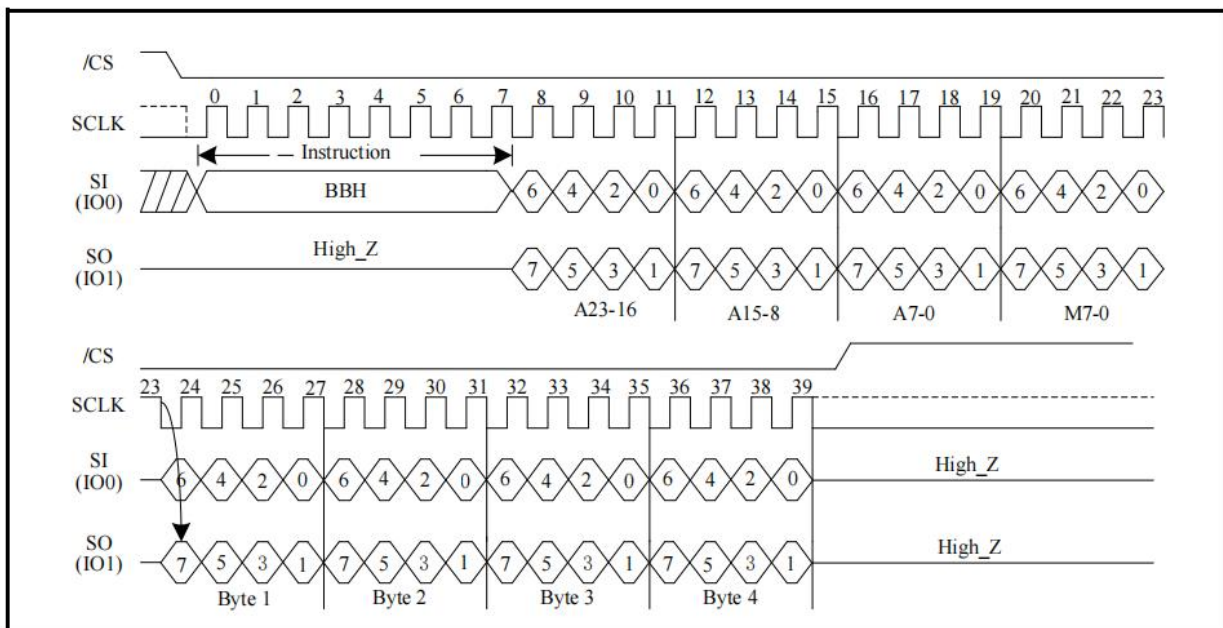 /CS
0 1 2 3 4 5 6 7 8 9 10 11 12 13 14 15 16 17 18 19 20 21 22 23
SCLK
Instruction
SI
(IO0)
BBH 6 4 2 0 6 4 2 0 6 4 2 0 6 4 2 0
SO
(IO1)
High_Z 7 5 3 1 7 5 3 1 7 5 3 1 7 5 3 1
A23-16 A15-8 A7-0 M7-0
/CS
23 24 25 26 27 28 29 30 31 32 33 34 35 36 37 38 39
SCLK
SI
(IO0)
6 4 2 0 6 4 2 0 6 4 2 0 6 4 2 0 High_Z
SO
(IO1)
7 5 3 1 7 5 3 1 7 5 3 1 7 5 3 1 High_Z
Byte 1 Byte 2 Byte 3 Byte 4